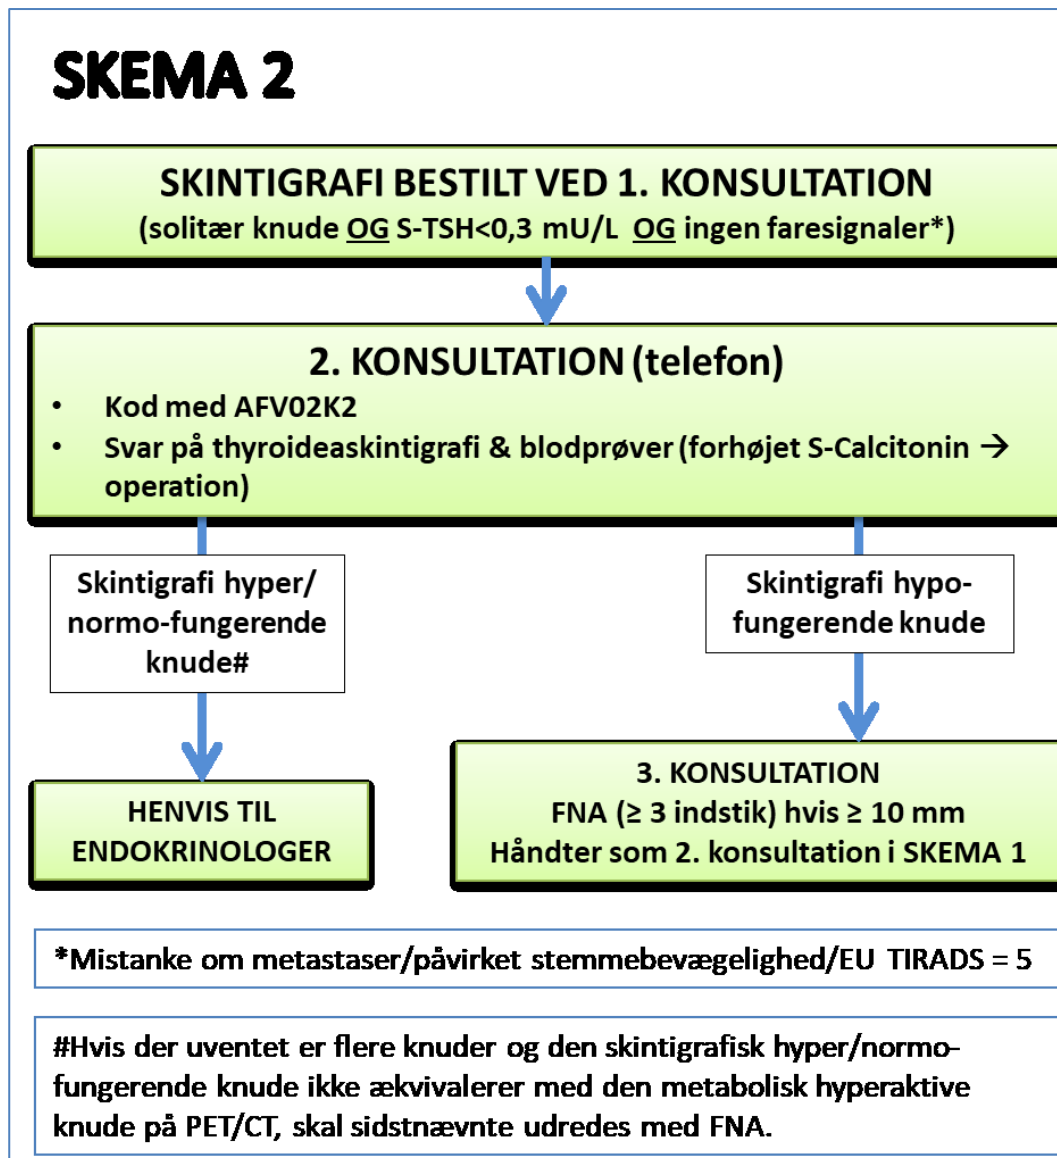 SKEMA 2
SKINTIGRAFI BESTILT VED 1. KONSULTATION
(solitær knude OG S-TSH<0,3 mU/L OG ingen faresignaler*)
2. KONSULTATION (telefon)
• Kod med AFV02K2
• Svar på thyroideaskintigrafi & blodprøver (forhøjet S-Calcitonin →
operation)
Skintigrafi hyper/
normo-fungerende
knude#
Skintigrafi hypo-
fungerende knude
HENVIS TIL
ENDOKRINOLOGER
3. KONSULTATION
FNA (≥ 3 indstik) hvis ≥ 10 mm
Håndter som 2. konsultation i SKEMA 1
*Mistanke om metastaser/påvirket stemmebevægelighed/EU TIRADS = 5
#Hvis der uventet er flere knuder og den skintigrafisk hyper/normo-
fungerende knude ikke ækvivalerer med den metabolisk hyperaktive
knude på PET/CT, skal sidstnævnte udredes med FNA.